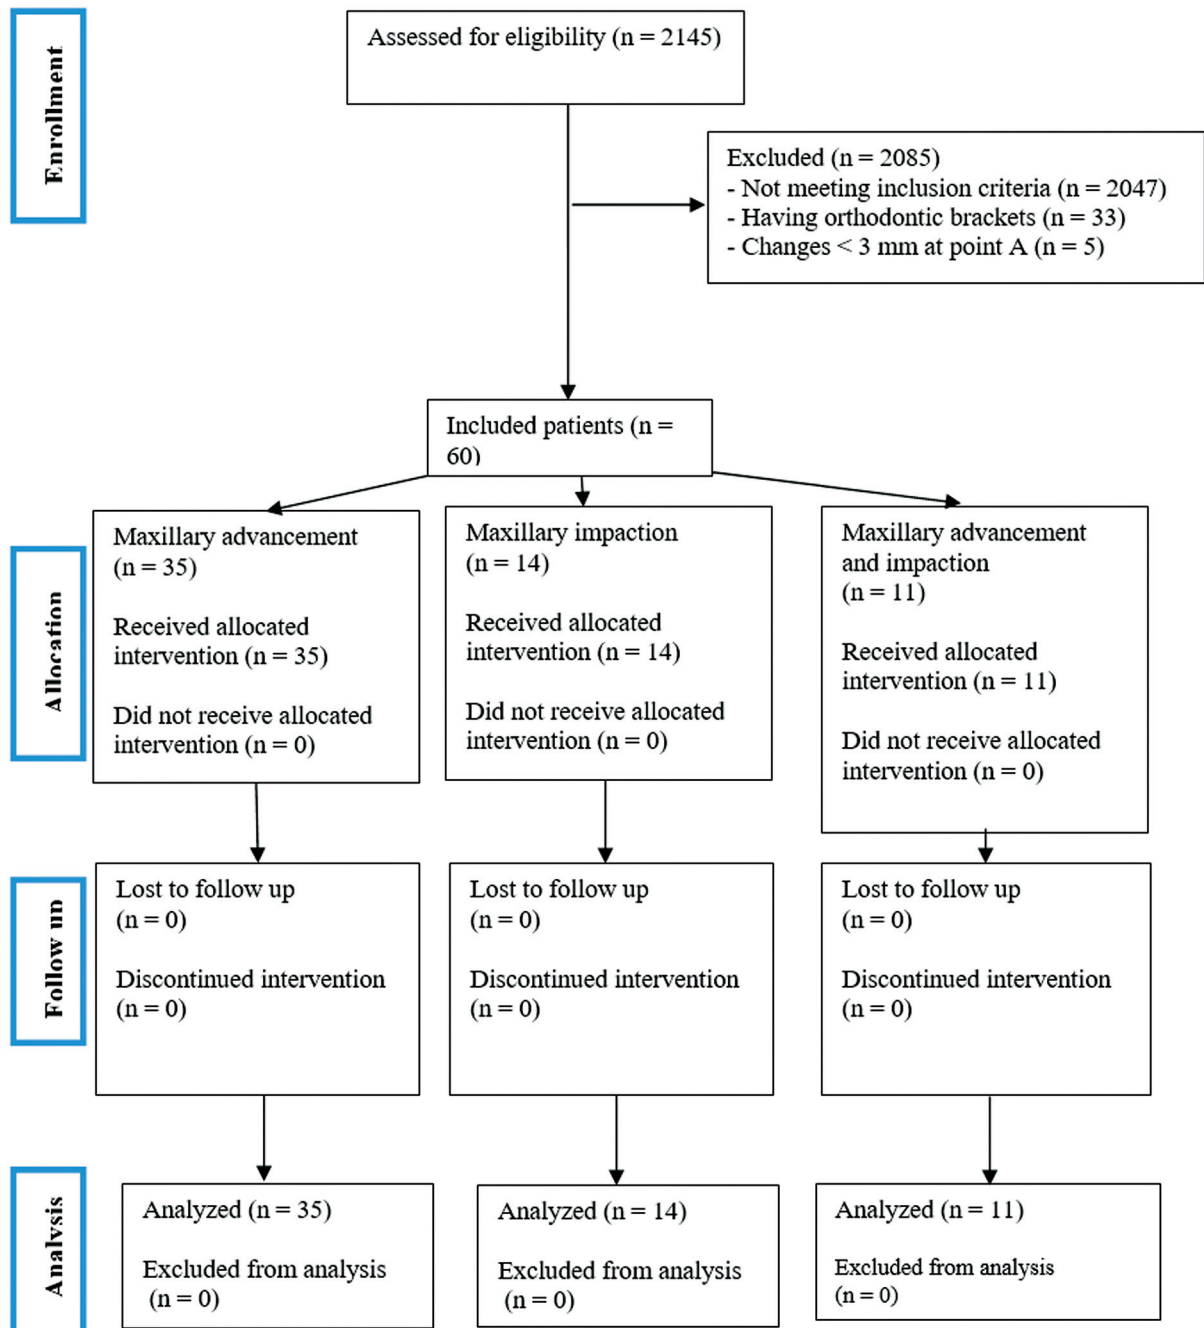 Enrollment
Assessed for eligibility (n = 2145)
Excluded (n = 2085)
- Not meeting inclusion criteria (n = 2047)
- Having orthodontic brackets (n = 33)
- Changes < 3 mm at point A (n = 5)
Included patients (n =
60)
Allocation
Maxillary advancement
(n = 35)
Received allocated
intervention (n = 35)
Did not receive allocated
intervention (n = 0)
Maxillary impaction
(n = 14)
Received allocated
intervention (n = 14)
Did not receive allocated
intervention (n = 0)
Maxillary advancement
and impaction
(n = 11)
Received allocated
intervention (n = 11)
Did not receive allocated
intervention (n = 0)
Follow up
Lost to follow up
(n = 0)
Discontinued intervention
(n = 0)
Lost to follow up
(n = 0)
Discontinued intervention
(n = 0)
Lost to follow up
(n = 0)
Discontinued intervention
(n = 0)
Analysis
Analyzed (n = 35)
Excluded from analysis
(n = 0)
Analyzed (n = 14)
Excluded from analysis
(n = 0)
Analyzed (n = 11)
Excluded from analysis
(n = 0)